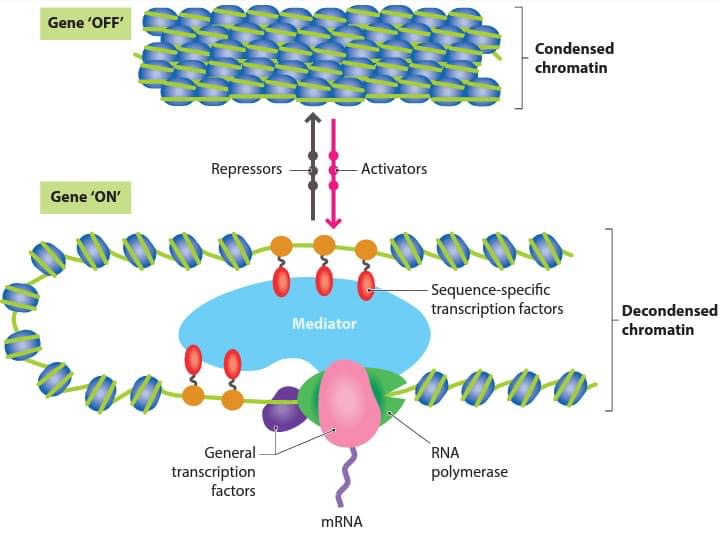 Gene ‘OFF’
Condensed
chromatin
Repressors
Activators
Gene ‘ON’
Sequence-specific
transcription factors
Mediator
Decondensed
chromatin
General
transcription
factors
RNA
polymerase
mRNA